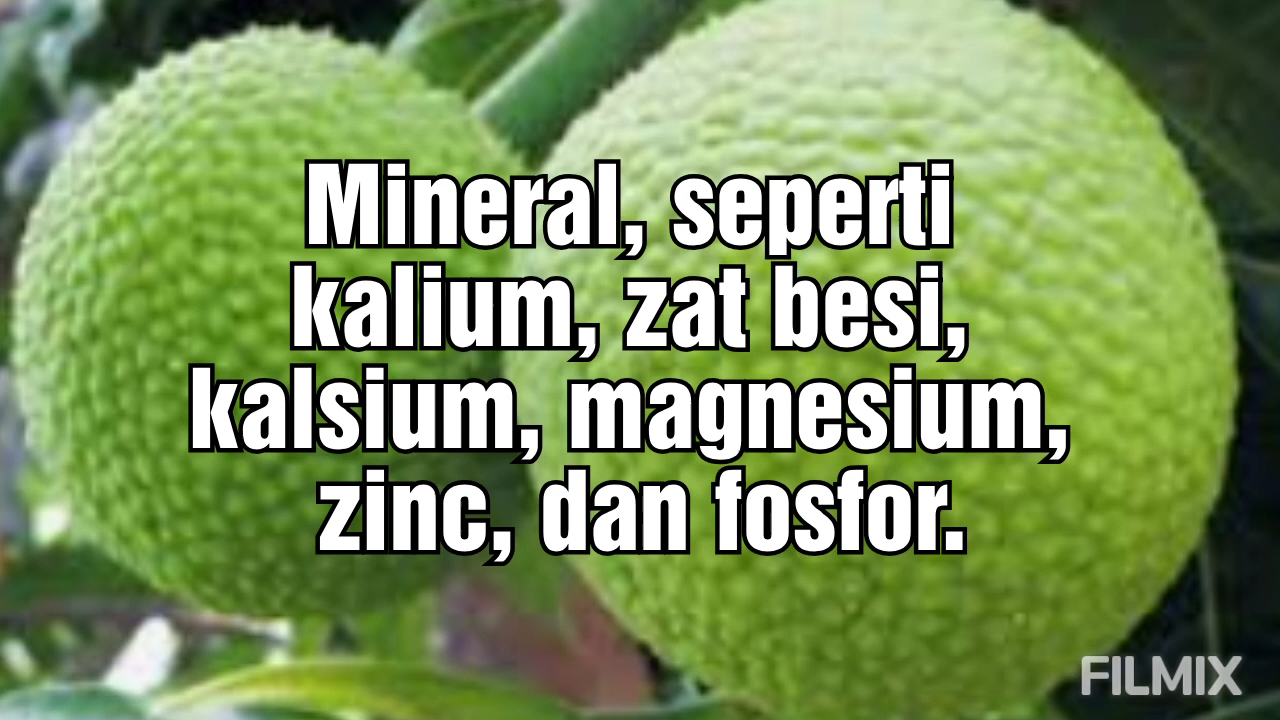 Mineral, seperti
kalium, zat besi,
kalsium, magnesium,
zinc, dan fosfor.
FILMIX